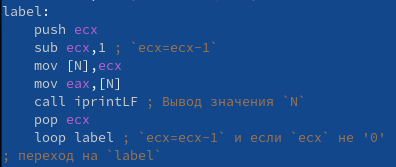 label:
push ecx
sub ecx,1 ; `ecx=ecx-1`
mov [N],ecx
mov eax,[N]
call iprintLF ; Вывод значения `N`
pop ecx
loop label ; `ecx=ecx-1` и если `ecx` не '0'
; переход на `label`